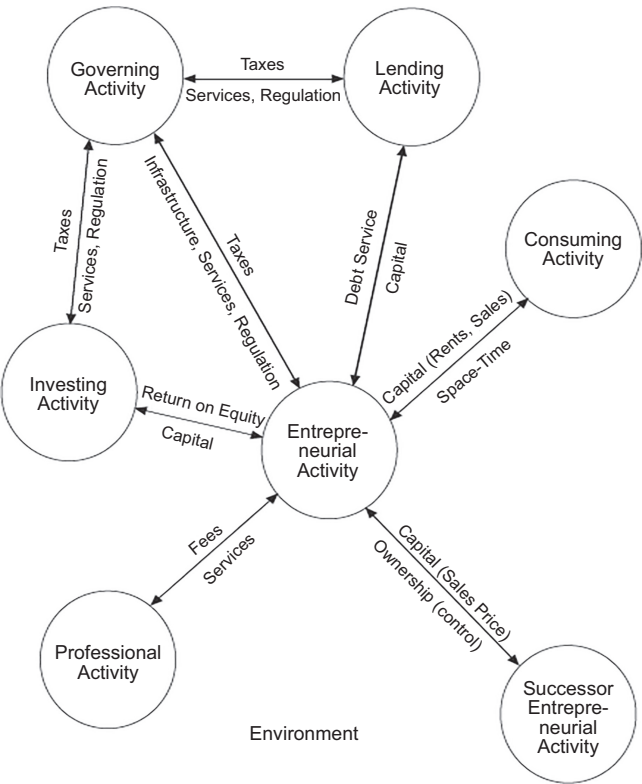 Governing
Activity
Taxes
Services, Regulation
Lending
Activity
Taxes
Services, Regulation
Taxes
Infrastructure, Services, Regulation
Debt Service
Capital
Consuming
Activity
Capital (Rents, Sales)
Space-Time
Investing
Activity
Return on Equity
Capital
Entrepre-
neurial
Activity
Fees
Services
Capital (Sales Price)
Ownership (control)
Professional
Activity
Successor
Entrepre-
neurial
Activity
Environment